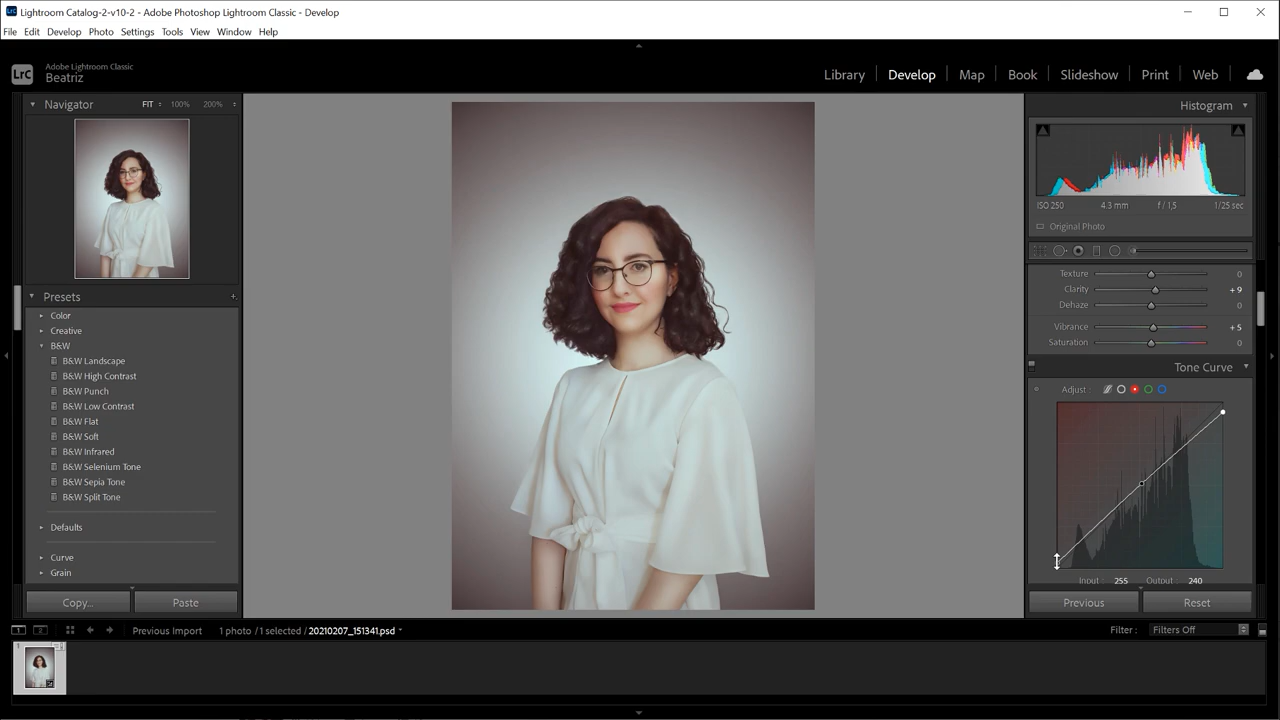 Lightroom Catalog-2-v10-2 - Adobe Photoshop Lightroom Classic - Develop
File Edit Develop Photo Settings Tools View Window Help
LrC Adobe Lightroom Classic
Beatriz
Library Develop Map Book Slideshow Print Web
Navigator FIT 100% 200%
Presets +
Color
Creative
B&W
B&W Landscape
B&W High Contrast
B&W Punch
B&W Low Contrast
B&W Flat
B&W Soft
B&W Infrared
B&W Selenium Tone
B&W Sepia Tone
B&W Split Tone
Defaults
Curve
Grain
Copy... Paste
Histogram
ISO 250 4.3 mm f / 1,5 1/25 sec
Original Photo
Texture 0
Clarity + 9
Dehaze 0
Vibrance + 5
Saturation 0
Tone Curve
Adjust :
Input : 255 Output : 240
Previous Reset
1 2 Previous Import 1 photo / 1 selected / 20210207_151341.psd Filter : Filters Off
1